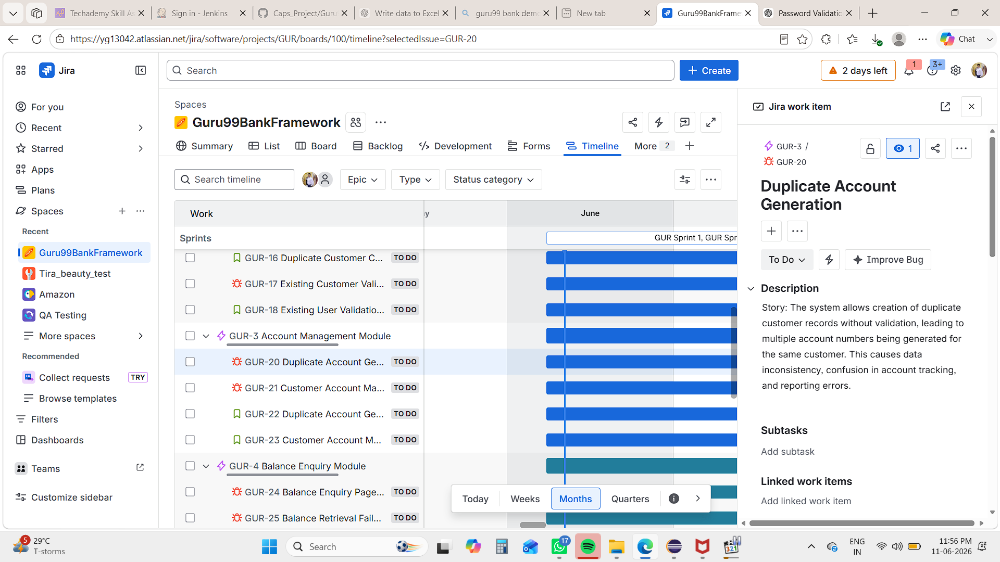 Techademy Skill As
Sign in - Jenkins
Caps_Project/Guru
Write data to Excel
guru99 bank demo
New tab
Guru99BankFrame
Password Validatio
https://yg13042.atlassian.net/jira/software/projects/GUR/boards/100/timeline?selectedIssue=GUR-20
Chat
Jira
Search
+ Create
2 days left
1
3+
For you
Recent
Starred
Apps
Plans
Spaces
Recent
Guru99BankFramework
Tira_beauty_test
Amazon
QA Testing
More spaces
Recommended
Collect requests
TRY
Browse templates
Filters
Dashboards
Teams
Customize sidebar
Spaces
Guru99BankFramework
Summary
List
Board
Backlog
Development
Forms
Timeline
More 2
Search timeline
Epic
Type
Status category
Work
y
June
Sprints
GUR Sprint 1, GUR Spr
GUR-16 Duplicate Customer C... TO DO
GUR-17 Existing Customer Vali... TO DO
GUR-18 Existing User Validatio... TO DO
GUR-3 Account Management Module
GUR-20 Duplicate Account Ge... TO DO
GUR-21 Customer Account Ma... TO DO
GUR-22 Duplicate Account Ge... TO DO
GUR-23 Customer Account M... TO DO
GUR-4 Balance Enquiry Module
GUR-24 Balance Enquiry Page... TO DO
GUR-25 Balance Retrieval Fail... TO DO
Today
Weeks
Months
Quarters
Jira work item
GUR-3 /
GUR-20
1
Duplicate Account
Generation
To Do
Improve Bug
Description
Story: The system allows creation of duplicate
customer records without validation, leading to
multiple account numbers being generated for
the same customer. This causes data
inconsistency, confusion in account tracking,
and reporting errors.
Subtasks
Add subtask
Linked work items
Add linked work item
5
29°C
T-storms
Search
17
321
ENG
IN
11:56 PM
11-06-2026